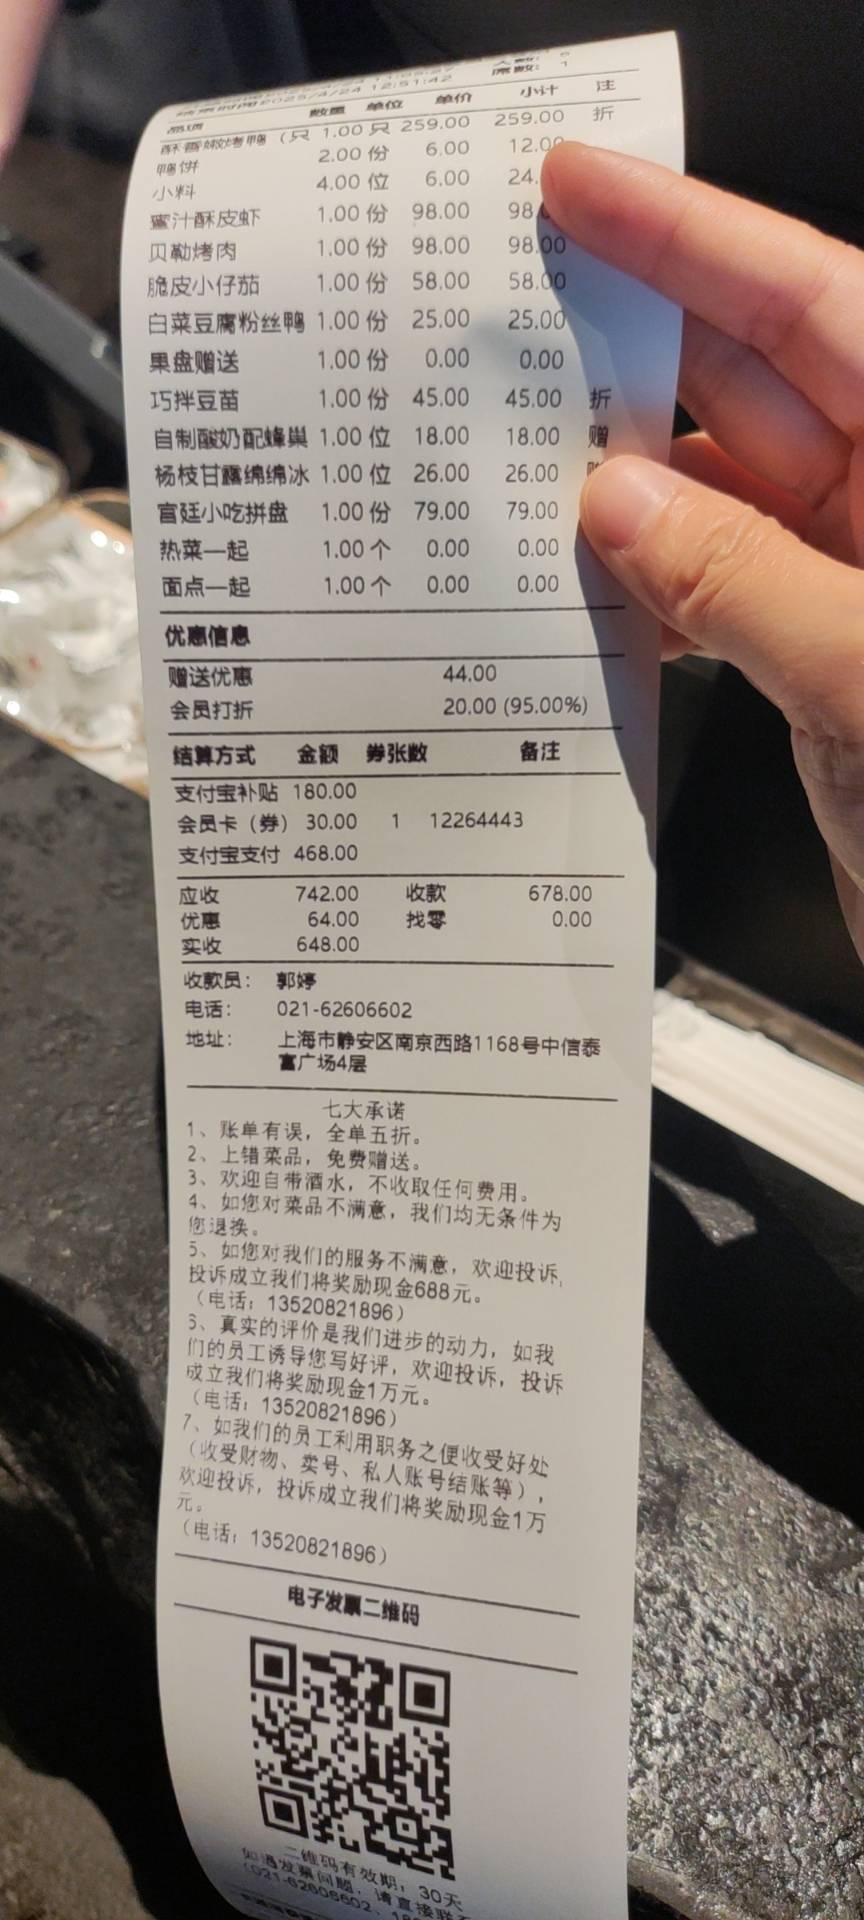 2025/4/24 12:51:42 席数: 1
品项 数量 单位 单价 小计 注
酥香嫩烤鸭（只 1.00 只 259.00 259.00 折
鸭饼 2.00 份 6.00 12.00
小料 4.00 位 6.00 24.
蜜汁酥皮虾 1.00 份 98.00 98.0
贝勒烤肉 1.00 份 98.00 98.00
脆皮小仔茄 1.00 份 58.00 58.00
白菜豆腐粉丝鸭 1.00 份 25.00 25.00
果盘赠送 1.00 份 0.00 0.00
巧拌豆苗 1.00 份 45.00 45.00 折
自制酸奶配蜂巢 1.00 位 18.00 18.00 赠
杨枝甘露绵绵冰 1.00 位 26.00 26.00
宫廷小吃拼盘 1.00 份 79.00 79.00
热菜一起 1.00 个 0.00 0.00
面点一起 1.00 个 0.00 0.00
优惠信息
赠送优惠 44.00
会员打折 20.00 (95.00%)
结算方式 金额 券张数 备注
支付宝补贴 180.00
会员卡（券） 30.00 1 12264443
支付宝支付 468.00
应收 742.00 收款 678.00
优惠 64.00 找零 0.00
实收 648.00
收款员: 郭婷
电话: 021-62606602
地址: 上海市静安区南京西路1168号中信泰
富广场4层
七大承诺
1、账单有误，全单五折。
2、上错菜品，免费赠送。
3、欢迎自带酒水，不收取任何费用。
4、如您对菜品不满意，我们均无条件为
您退换。
5、如您对我们的服务不满意，欢迎投诉，
投诉成立我们将奖励现金688元。
（电话：13520821896）
6、真实的评价是我们进步的动力，如我
们的员工诱导您写好评，欢迎投诉，投诉
成立我们将奖励现金1万元。
（电话：13520821896）
7、如我们的员工利用职务之便收受好处
（收受财物、卖号、私人账号结账等），
欢迎投诉，投诉成立我们将奖励现金1万
元。
（电话：13520821896）
电子发票二维码
二维码有效期：30天
如遇发票问题，请直接联系
(021-62606602、